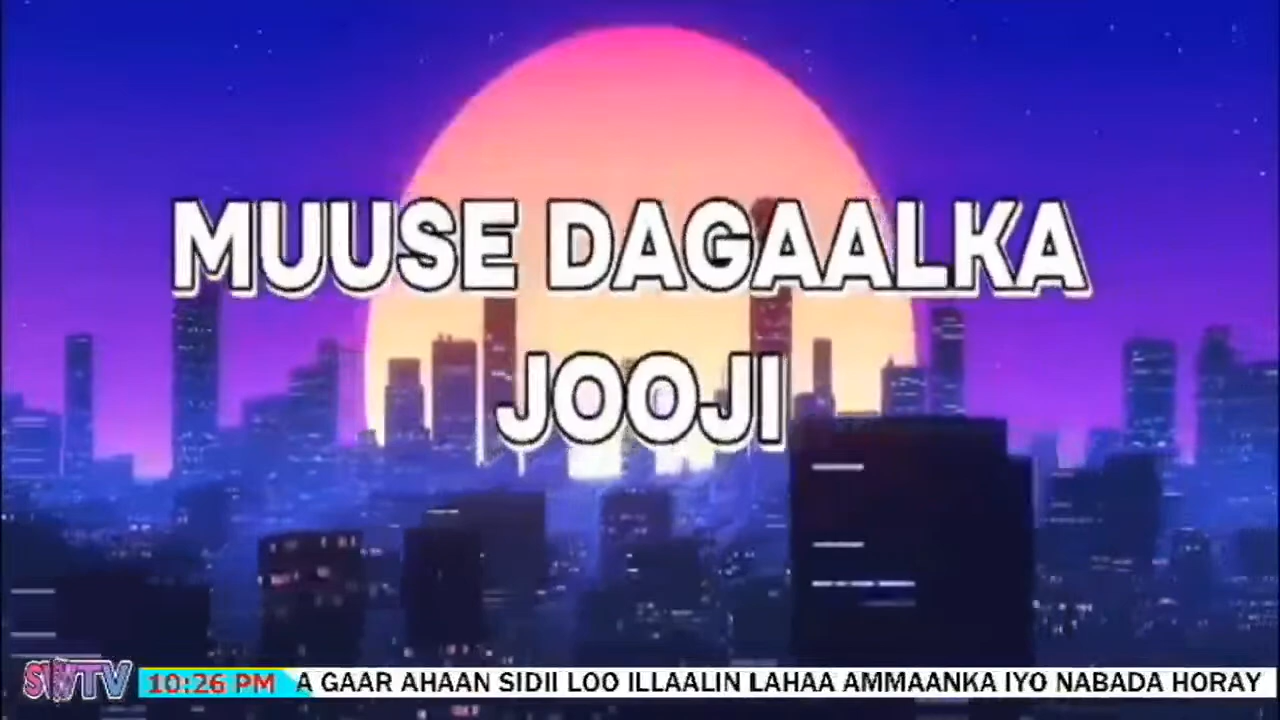 MUUSE DAGAALKA
JOOJI
SWTV
10:26 PM
A GAAR AHAAN SIDII LOO ILLAALIN LAHAA AMMAANKA IYO NABADA HORAY